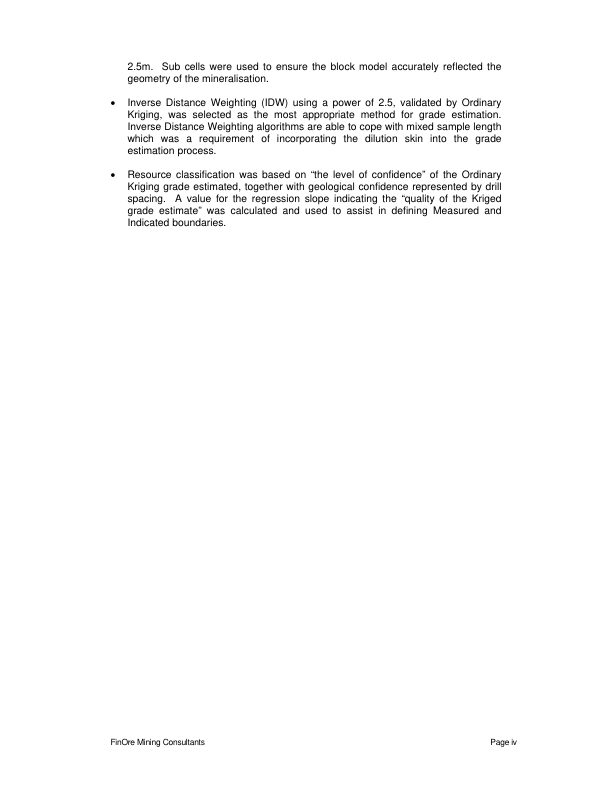 2.5m.  Sub cells were used to ensure the block model accurately reflected the
geometry of the mineralisation.
• Inverse Distance Weighting (IDW) using a power of 2.5, validated by Ordinary
Kriging, was selected as the most appropriate method for grade estimation.
Inverse Distance Weighting algorithms are able to cope with mixed sample length
which was a requirement of incorporating the dilution skin into the grade
estimation process.
• Resource classification was based on “the level of confidence” of the Ordinary
Kriging grade estimated, together with geological confidence represented by drill
spacing.  A value for the regression slope indicating the “quality of the Kriged
grade estimate” was calculated and used to assist in defining Measured and
Indicated boundaries.
FinOre Mining Consultants Page iv